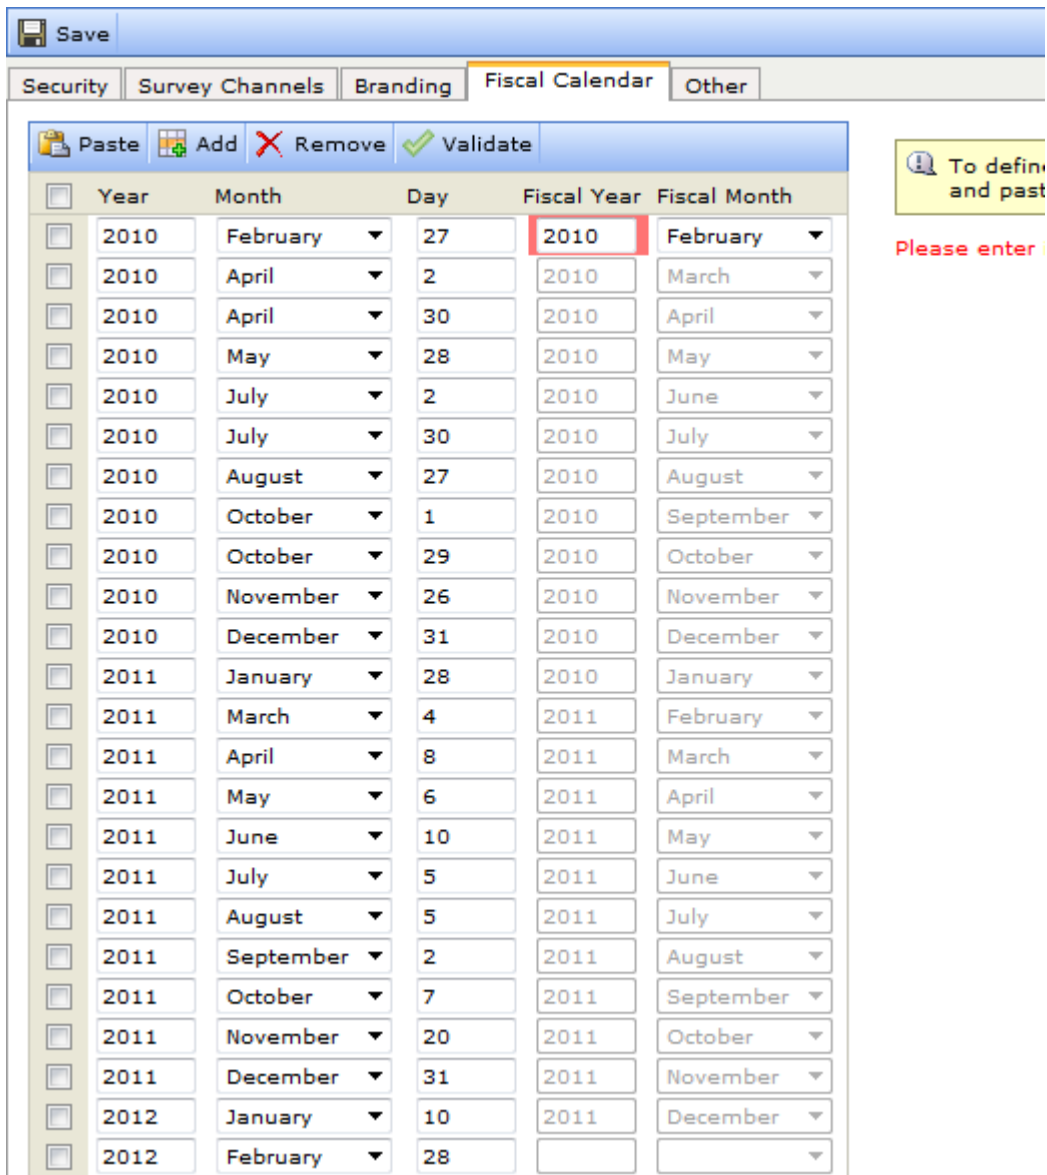 Save
Security Survey Channels Branding Fiscal Calendar Other
Paste Add Remove Validate
To define
and past
Please enter
Year Month Day Fiscal Year Fiscal Month
2010 February 27 2010 February
2010 April 2 2010 March
2010 April 30 2010 April
2010 May 28 2010 May
2010 July 2 2010 June
2010 July 30 2010 July
2010 August 27 2010 August
2010 October 1 2010 September
2010 October 29 2010 October
2010 November 26 2010 November
2010 December 31 2010 December
2011 January 28 2010 January
2011 March 4 2011 February
2011 April 8 2011 March
2011 May 6 2011 April
2011 June 10 2011 May
2011 July 5 2011 June
2011 August 5 2011 July
2011 September 2 2011 August
2011 October 7 2011 September
2011 November 20 2011 October
2011 December 31 2011 November
2012 January 10 2011 December
2012 February 28